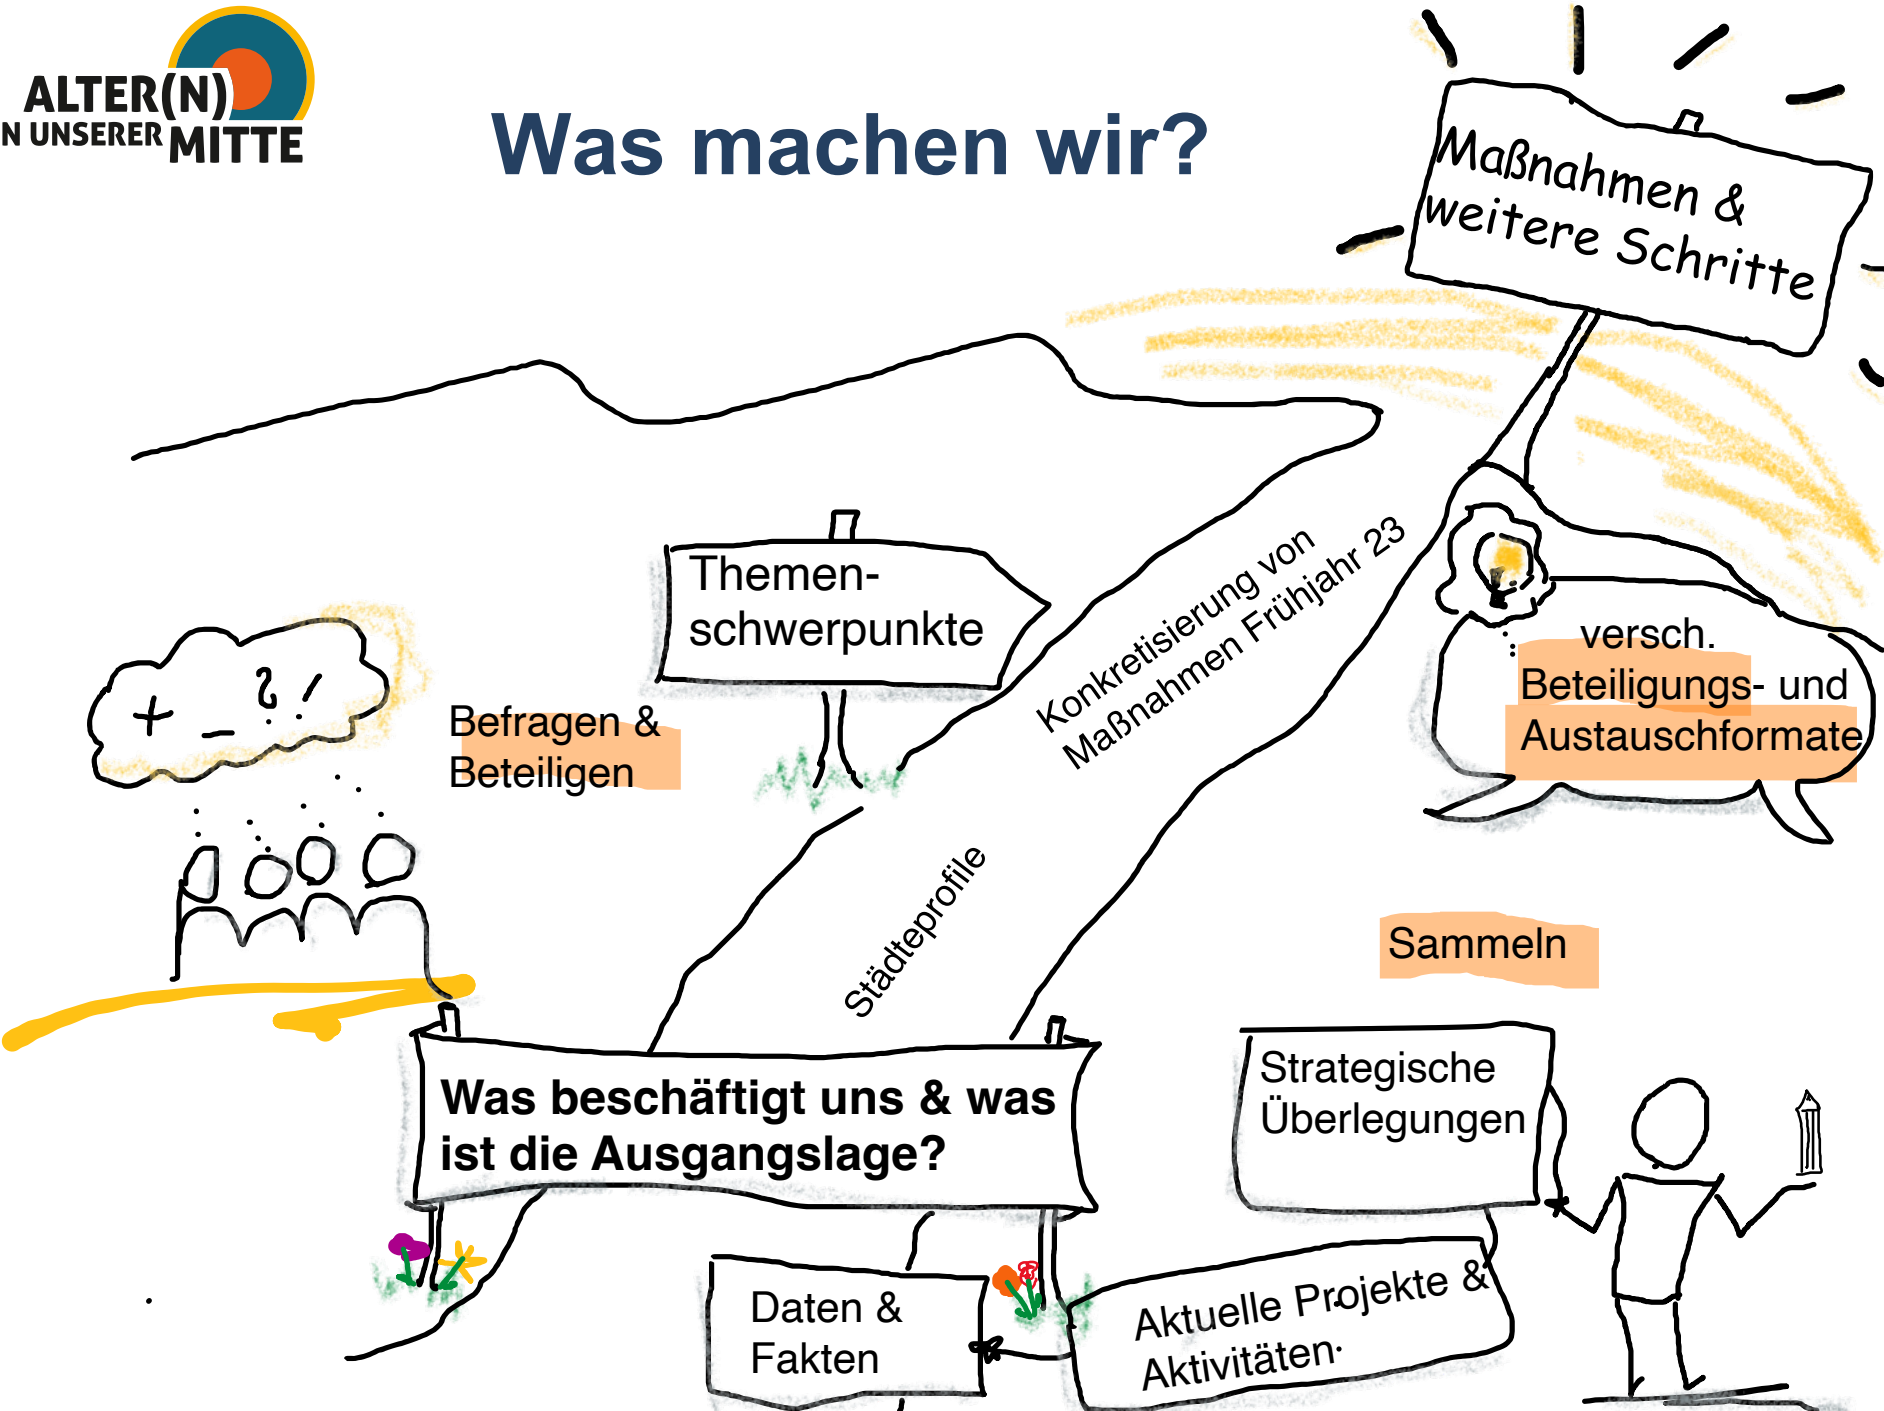 ALTER(N)
N UNSERER MITTE
Was machen wir?
Maßnahmen &
weitere Schritte
Themen-
schwerpunkte
Konkretisierung von
Maßnahmen Frühjahr 23
versch.
Beteiligungs- und
Austauschformate
+ _ ? !
Befragen &
Beteiligen
Städteprofile
Sammeln
Was beschäftigt uns & was
ist die Ausgangslage?
Strategische
Überlegungen
Daten &
Fakten
Aktuelle Projekte &
Aktivitäten